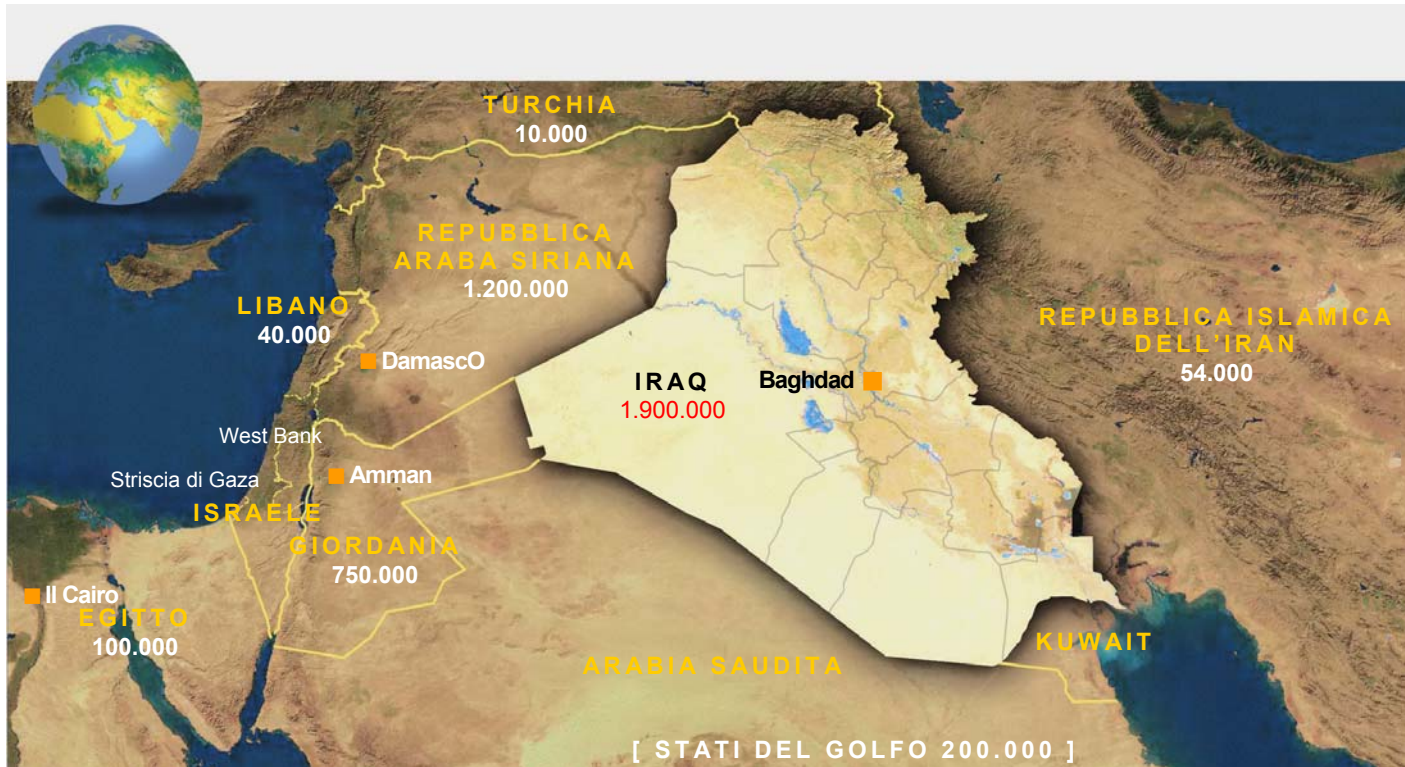 TURCHIA
10.000
REPUBBLICA
ARABA SIRIANA
1.200.000
LIBANO
40.000
DamascO
REPUBBLICA ISLAMICA
DELL'IRAN
54.000
IRAQ
1.900.000
Baghdad
West Bank
Striscia di Gaza
Amman
ISRAELE
GIORDANIA
750.000
Il Cairo
EGITTO
100.000
KUWAIT
ARABIA SAUDITA
[ STATI DEL GOLFO 200.000 ]